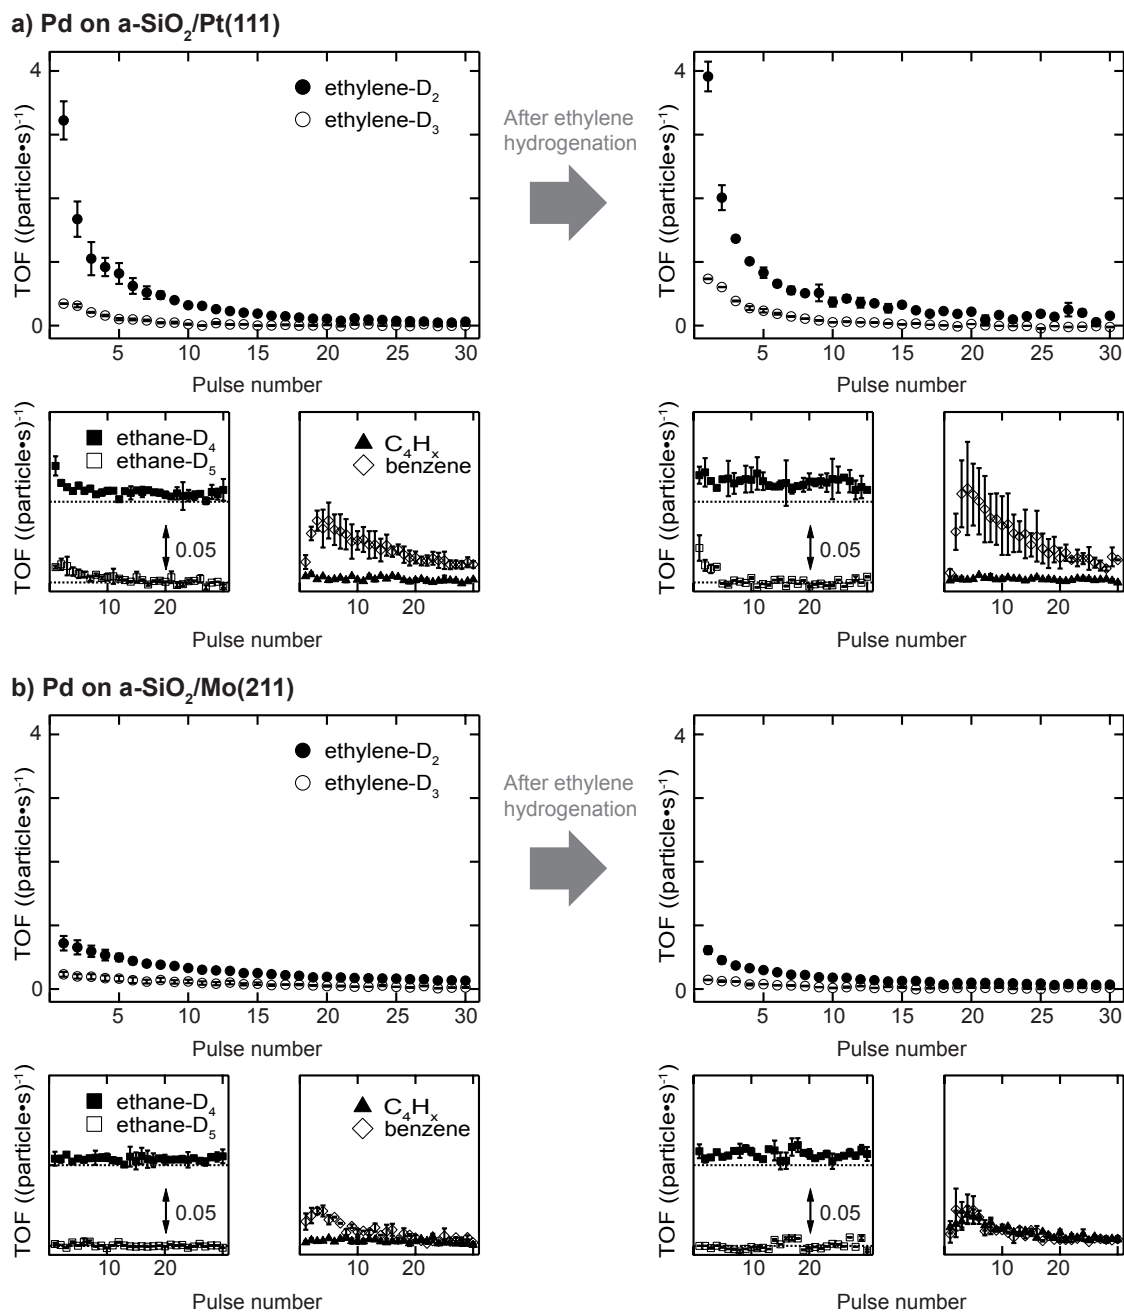 a) Pd on a-SiO₂/Pt(111)
4
0
5 10 15 20 25 30
TOF ((particle•s)⁻¹)
Pulse number
ethylene-D₂
ethylene-D₃
After ethylene
hydrogenation
4
0
5 10 15 20 25 30
TOF ((particle•s)⁻¹)
Pulse number
TOF ((particle•s)⁻¹)
ethane-D₄
ethane-D₅
0.05
10 20
Pulse number
C₄Hₓ
benzene
10 20
TOF ((particle•s)⁻¹)
0.05
10 20
Pulse number
10 20
b) Pd on a-SiO₂/Mo(211)
4
0
5 10 15 20 25 30
TOF ((particle•s)⁻¹)
Pulse number
ethylene-D₂
ethylene-D₃
After ethylene
hydrogenation
4
0
5 10 15 20 25 30
TOF ((particle•s)⁻¹)
Pulse number
TOF ((particle•s)⁻¹)
ethane-D₄
ethane-D₅
0.05
10 20
Pulse number
C₄Hₓ
benzene
10 20
TOF ((particle•s)⁻¹)
0.05
10 20
Pulse number
10 20